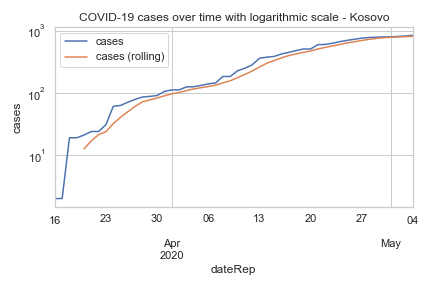 COVID-19 cases over time with logarithmic scale - Kosovo
cases
cases (rolling)
10³
10²
10¹
cases
16 23 30 06 13 20 27 04
Apr May
2020
dateRep